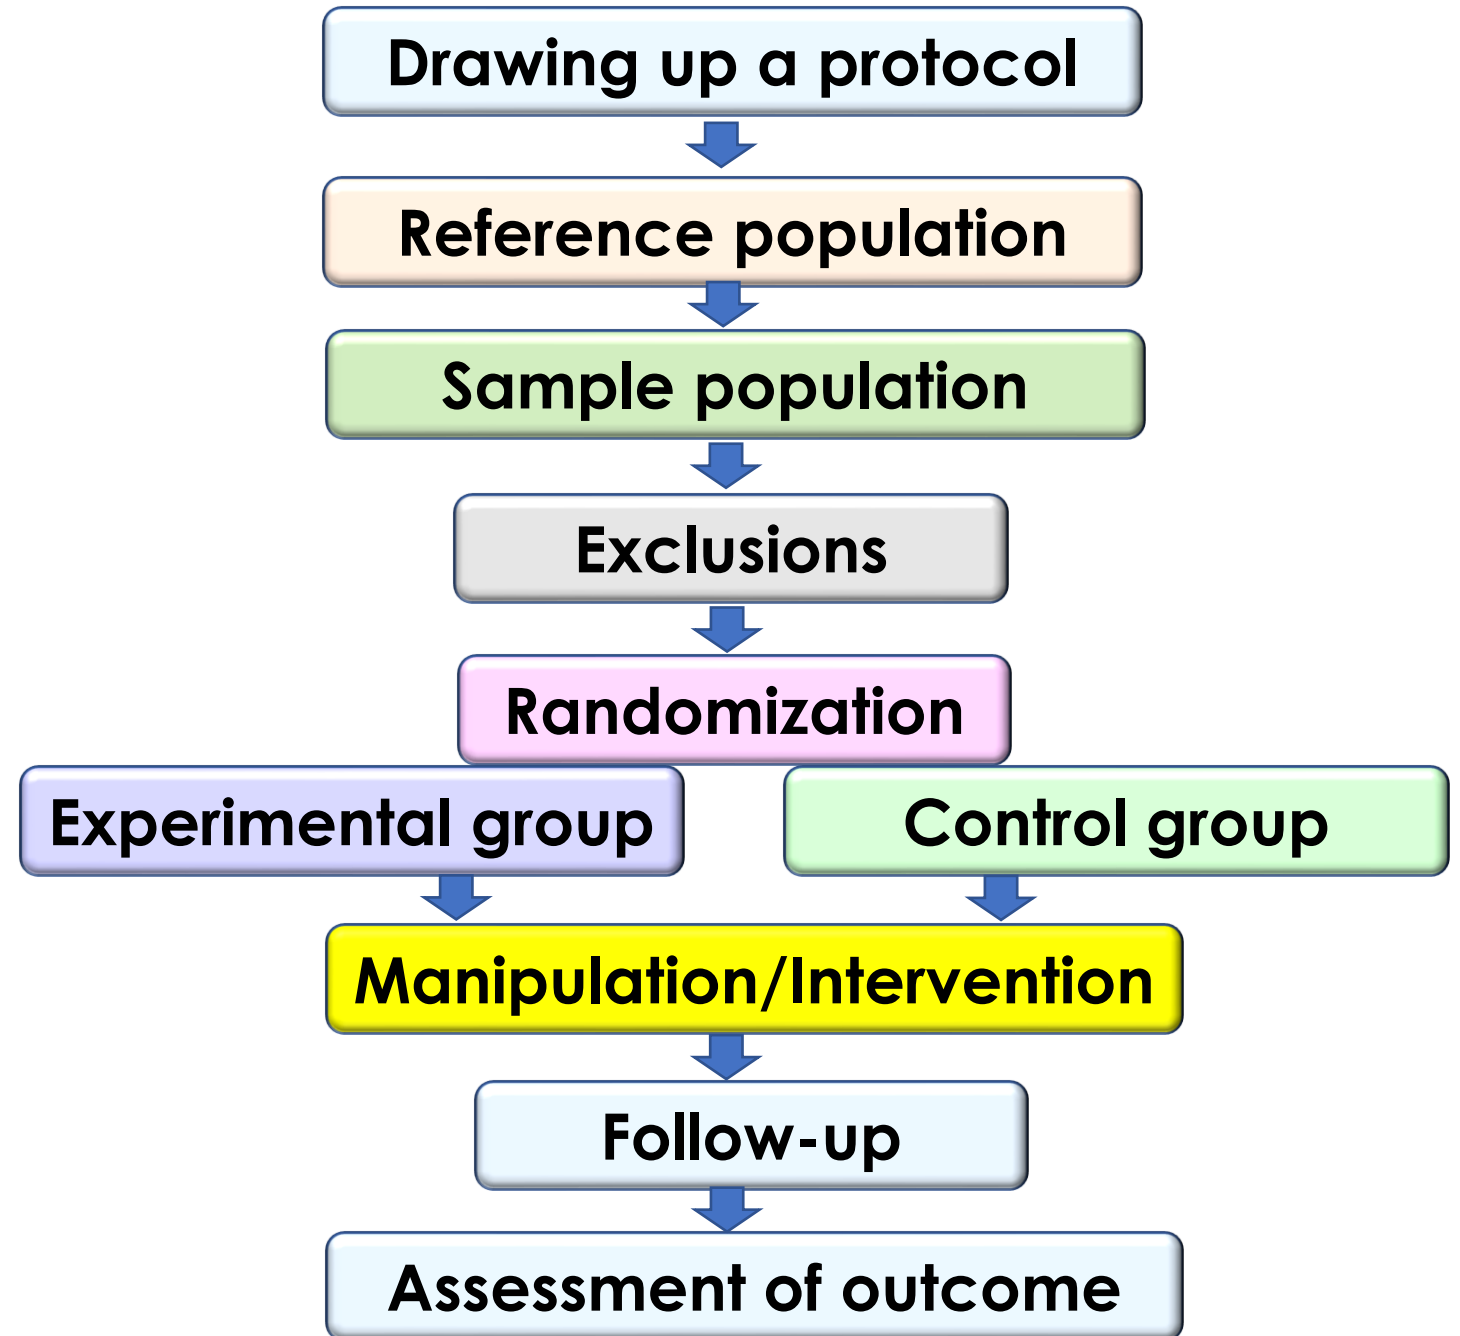 Drawing up a protocol
Reference population
Sample population
Exclusions
Randomization
Experimental group
Control group
Manipulation/Intervention
Follow-up
Assessment of outcome